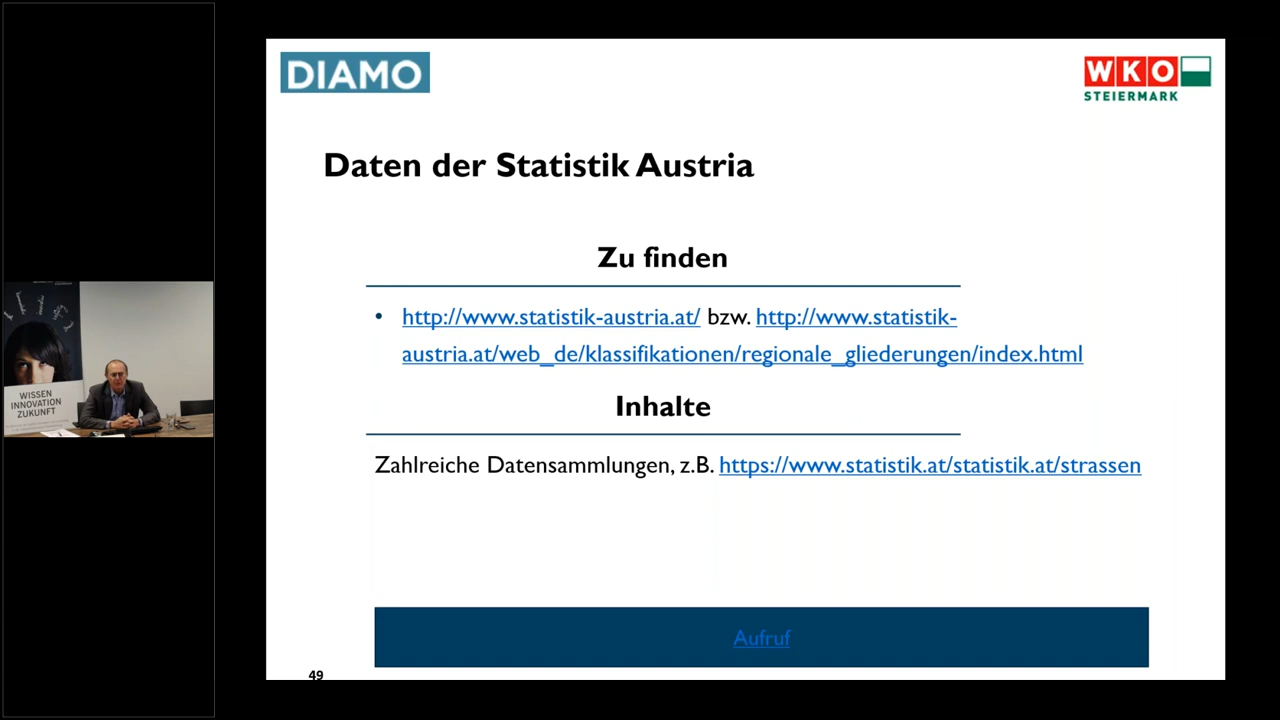 DIAMO
WKO
STEIERMARK
Daten der Statistik Austria
Zu finden
• http://www.statistik-austria.at/ bzw. http://www.statistik-
austria.at/web_de/klassifikationen/regionale_gliederungen/index.html
Inhalte
Zahlreiche Datensammlungen, z.B. https://www.statistik.at/statistik.at/strassen
Aufruf
49
WISSEN
INNOVATION
ZUKUNFT